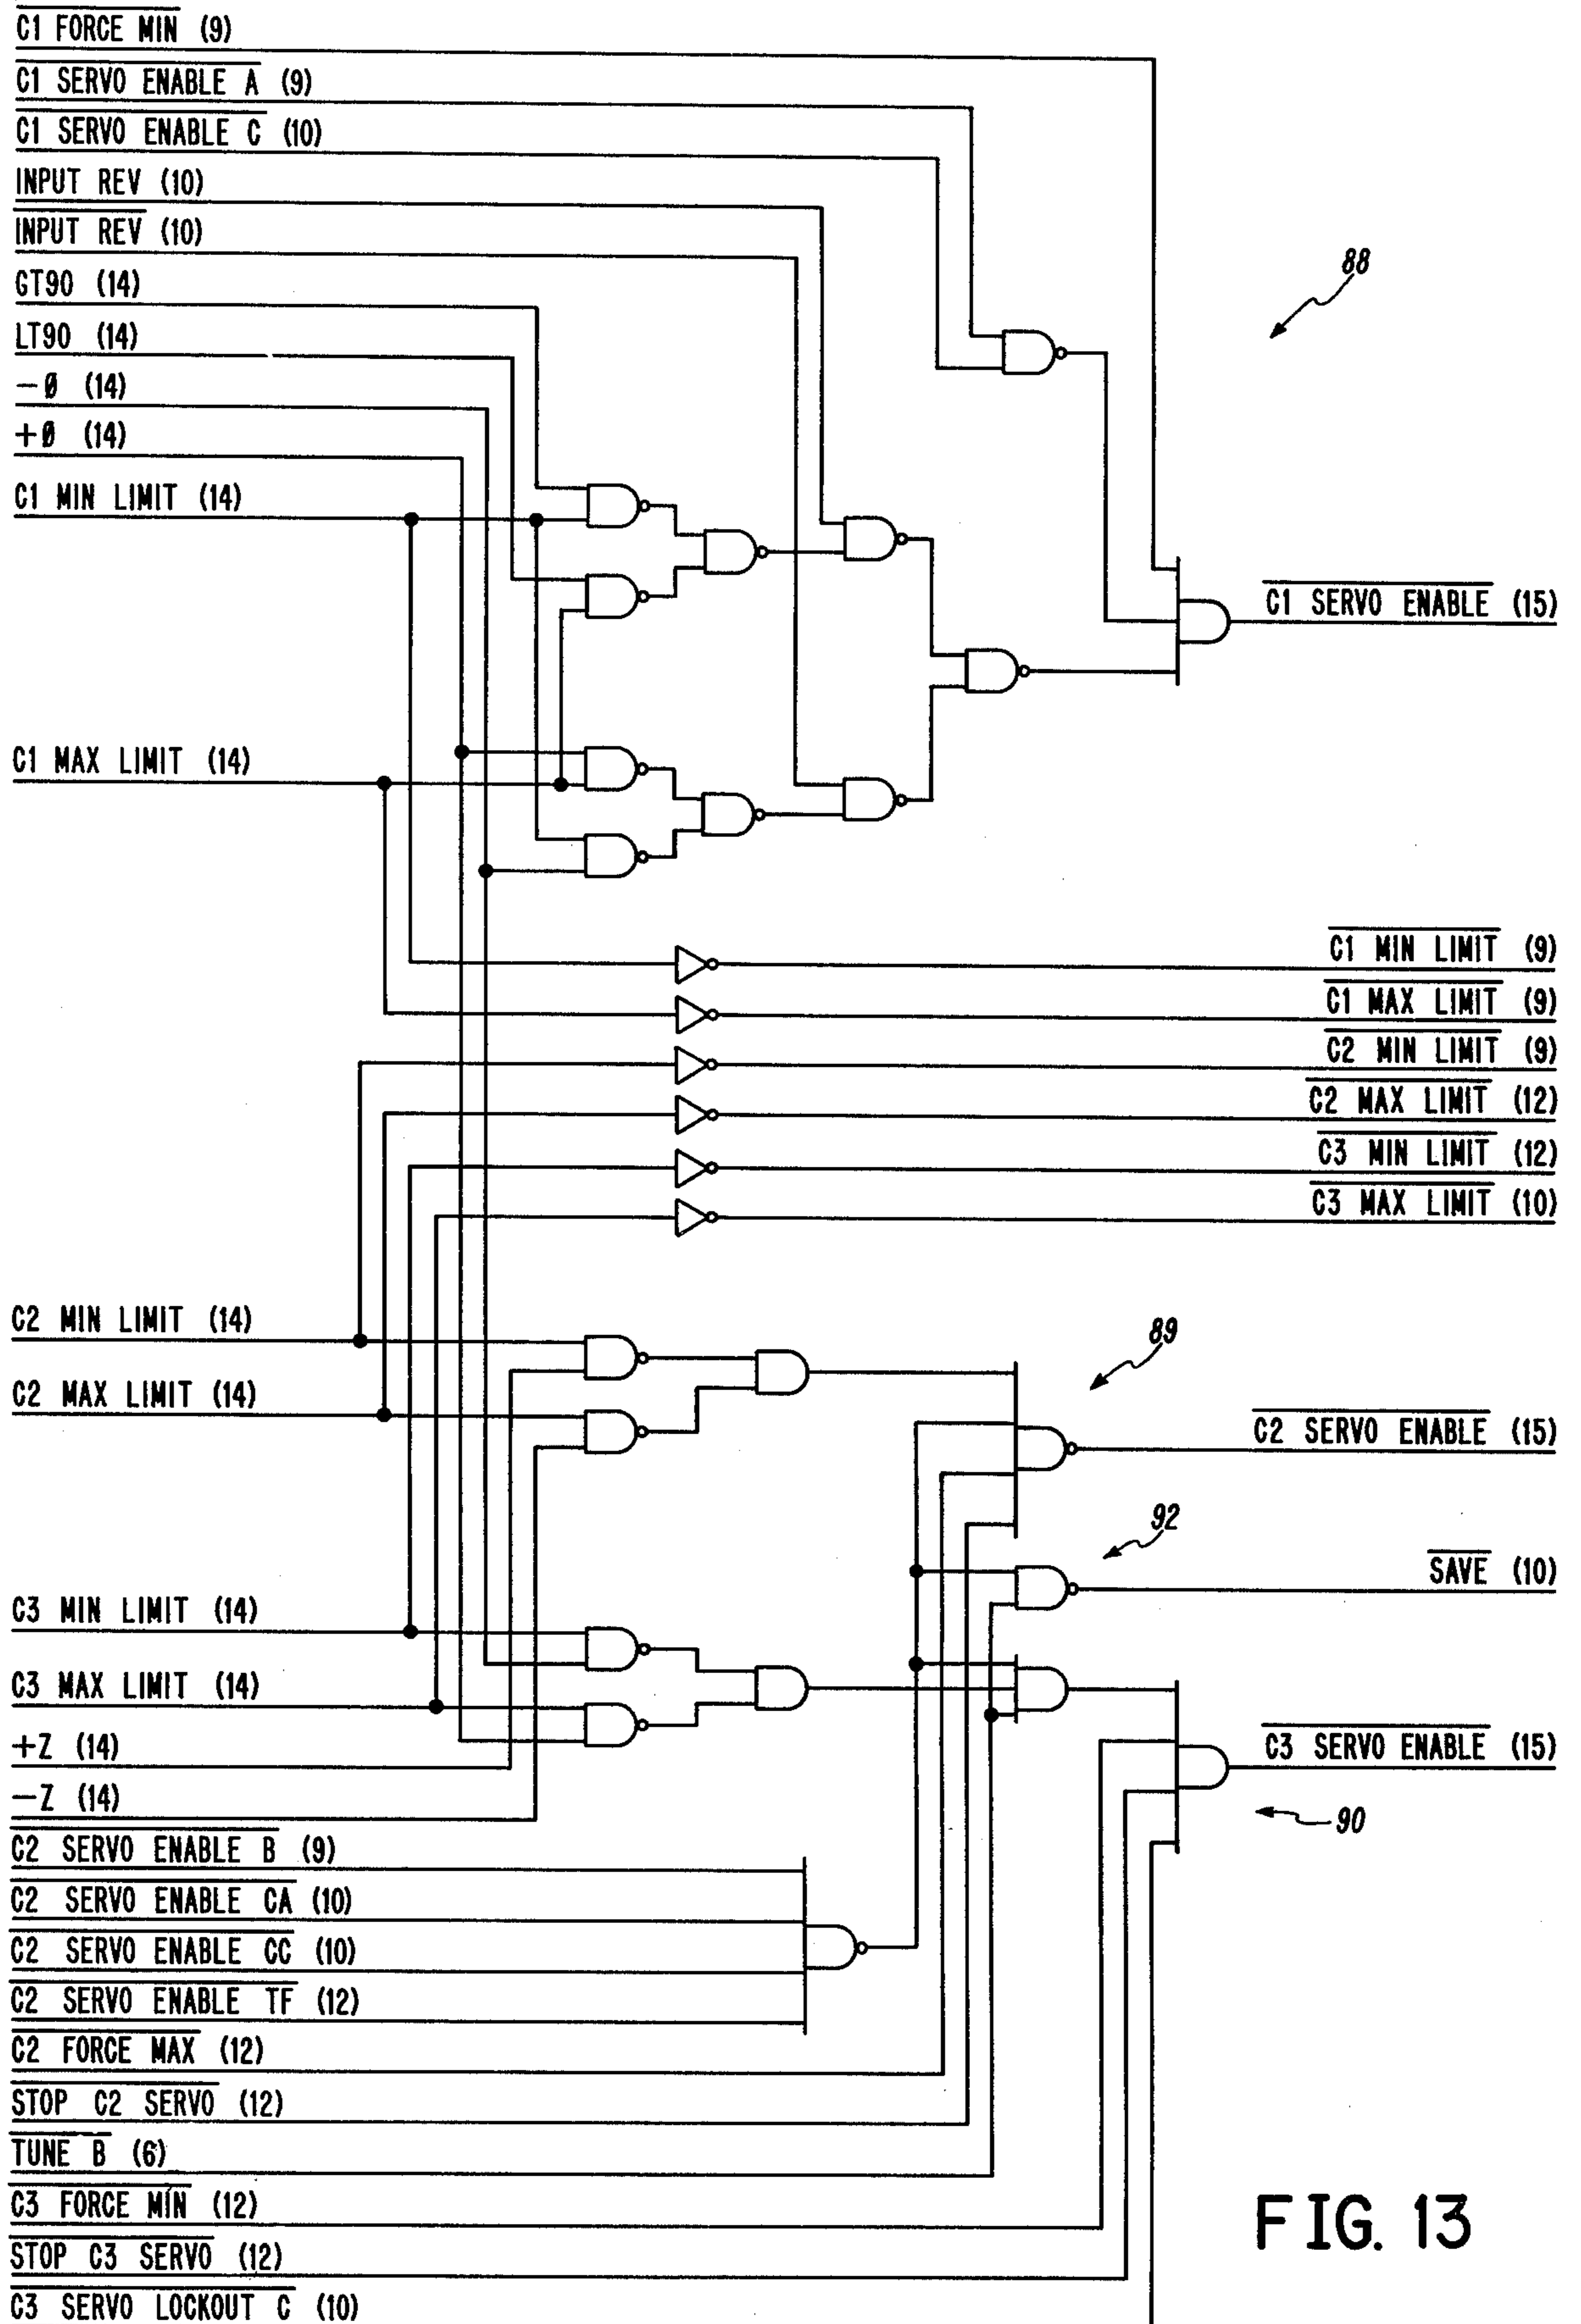 C1 FORCE MIN (9)
C1 SERVO ENABLE A (9)
C1 SERVO ENABLE C (10)
INPUT REV (10)
INPUT REV (10)
GT90 (14)
LT90 (14)
−Ø (14)
+Ø (14)
C1 MIN LIMIT (14)
88
C1 SERVO ENABLE (15)
C1 MAX LIMIT (14)
C1 MIN LIMIT (9)
C1 MAX LIMIT (9)
C2 MIN LIMIT (9)
C2 MAX LIMIT (12)
C3 MIN LIMIT (12)
C3 MAX LIMIT (10)
C2 MIN LIMIT (14)
89
C2 MAX LIMIT (14)
C2 SERVO ENABLE (15)
92
SAVE (10)
C3 MIN LIMIT (14)
C3 MAX LIMIT (14)
+Z (14)
C3 SERVO ENABLE (15)
−Z (14)
90
C2 SERVO ENABLE B (9)
C2 SERVO ENABLE CA (10)
C2 SERVO ENABLE CC (10)
C2 SERVO ENABLE TF (12)
C2 FORCE MAX (12)
STOP C2 SERVO (12)
TUNE B (6)
C3 FORCE MIN (12)
STOP C3 SERVO (12)
C3 SERVO LOCKOUT C (10)
FIG. 13